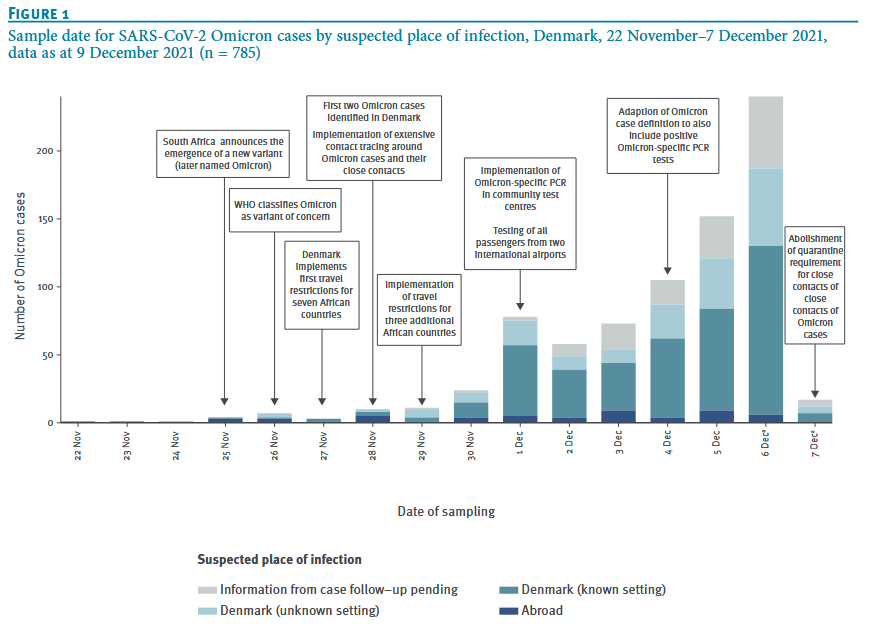 FIGURE 1
Sample date for SARS-CoV-2 Omicron cases by suspected place of infection, Denmark, 22 November–7 December 2021,
data as at 9 December 2021 (n = 785)
South Africa announces the
emergence of a new variant
(later named Omicron)
WHO classifies Omicron
as variant of concern
Denmark
implements
first travel
restrictions for
seven African
countries
First two Omicron cases
identified in Denmark
Implementation of extensive
contact tracing around
Omicron cases and their
close contacts
Implementation
of travel
restrictions for
three additional
African countries
Implementation of
Omicron-specific PCR
in community test
centres
Testing of all
passengers from two
international airports
Adaption of Omicron
case definition to also
include positive
Omicron-specific PCR
tests
Abolishment
of quarantine
requirement
for close
contacts of
close
contacts of
Omicron
cases
Number of Omicron cases
200
150
100
50
0
22 Nov
23 Nov
24 Nov
25 Nov
26 Nov
27 Nov
28 Nov
29 Nov
30 Nov
1 Dec
2 Dec
3 Dec
4 Dec
5 Dec
6 Decª
7 Decª
Date of sampling
Suspected place of infection
Information from case follow–up pending
Denmark (known setting)
Denmark (unknown setting)
Abroad